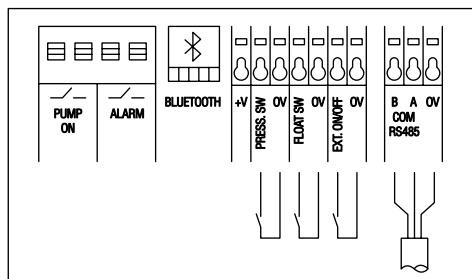 PUMP
ON
ALARM
BLUETOOTH
+V
PRESS. SW
0V
FLOAT SW
0V
EXT. ON/OFF
0V
B A 0V
COM
RS485